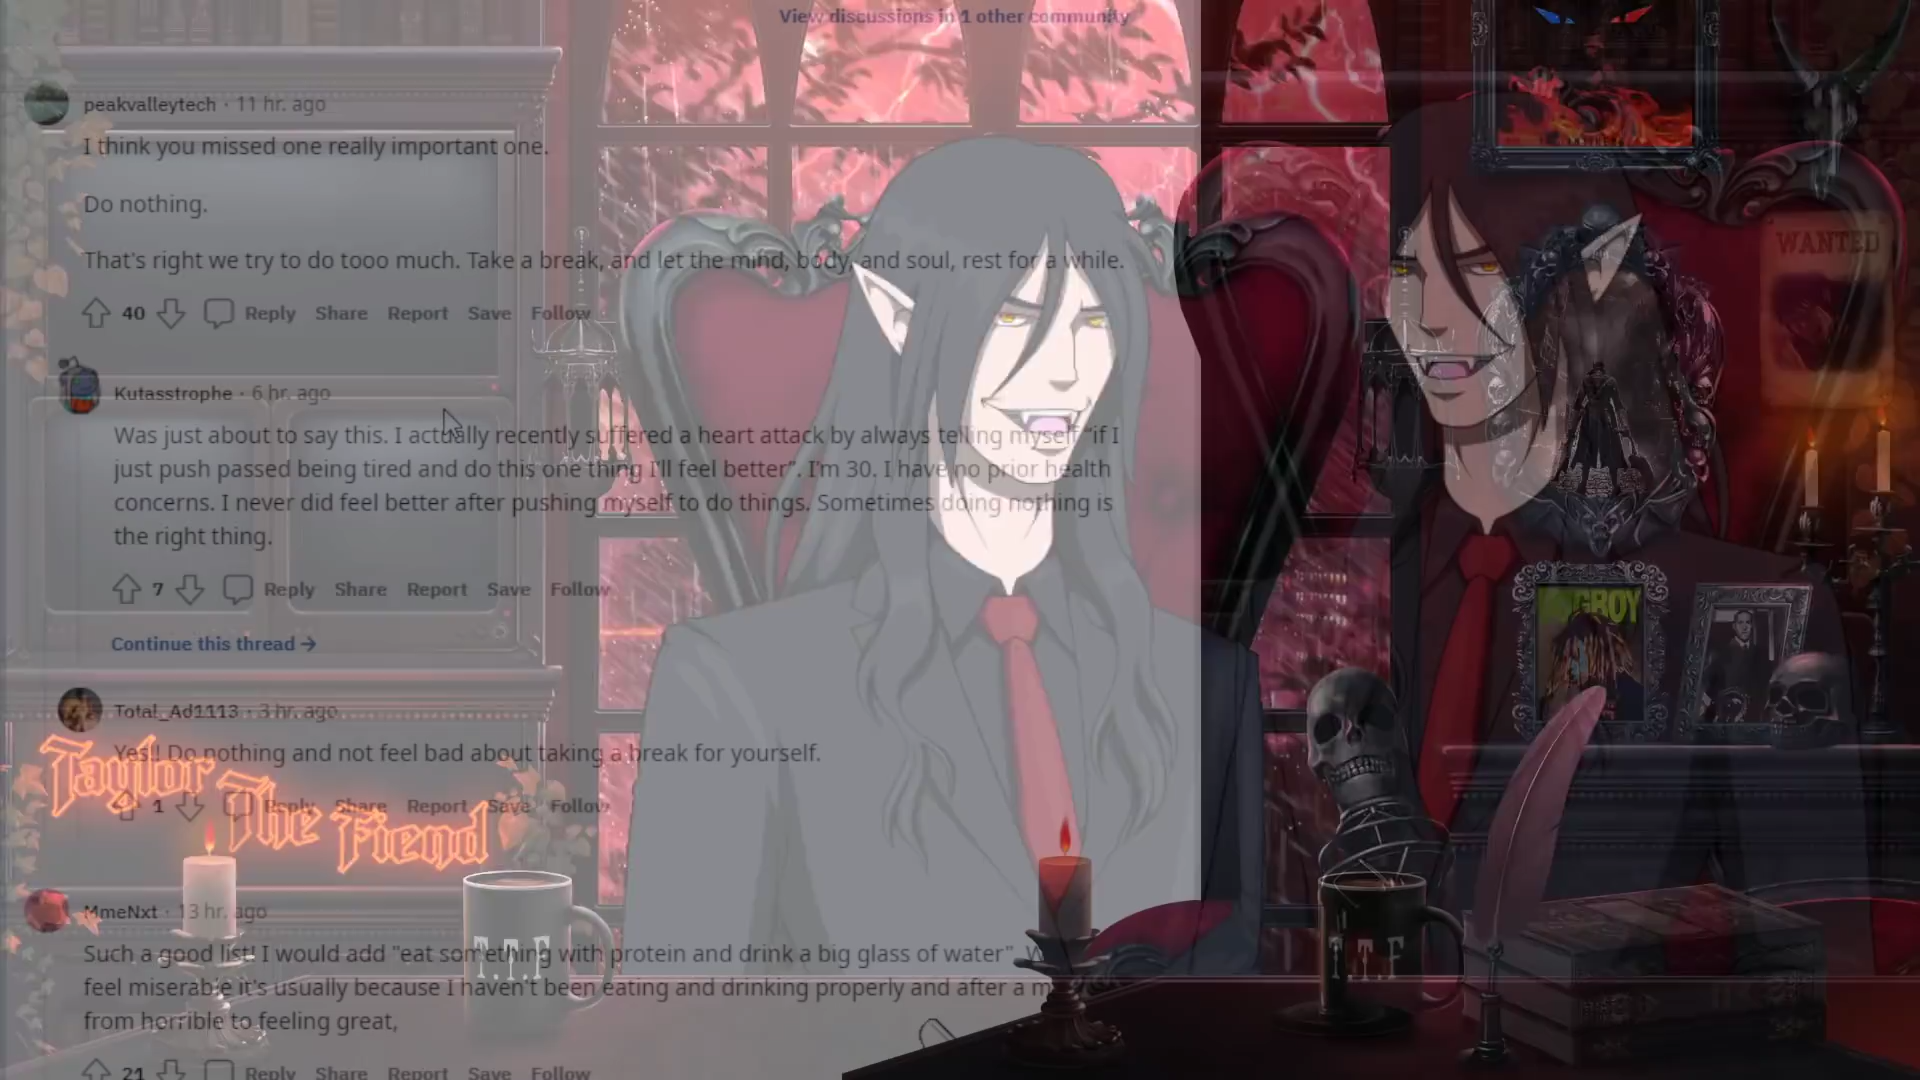 View discussions in 1 other community
peakvalleytech · 11 hr. ago
I think you missed one really important one.
Do nothing.
That's right we try to do tooo much. Take a break, and let the mind, body, and soul, rest for a while.
40 Reply Share Report Save Follow
Kutasstrophe · 6 hr. ago
Was just about to say this. I actually recently suffered a heart attack by always telling myself "if I
just push passed being tired and do this one thing I'll feel better". I'm 30. I have no prior health
concerns. I never did feel better after pushing myself to do things. Sometimes doing nothing is
the right thing.
7 Reply Share Report Save Follow
Continue this thread →
Total_Ad1113 · 3 hr. ago
Yes!! Do nothing and not feel bad about taking a break for yourself.
1 Reply Share Report Save Follow
Taylor
The Fiend
MmeNxt · 13 hr. ago
Such a good list! I would add "eat something with protein and drink a big glass of water".
feel miserable it's usually because I haven't been eating and drinking properly and after a
from horrible to feeling great,
21 Reply Share Report Save Follow
T.T.F
T.T.F
WANTED